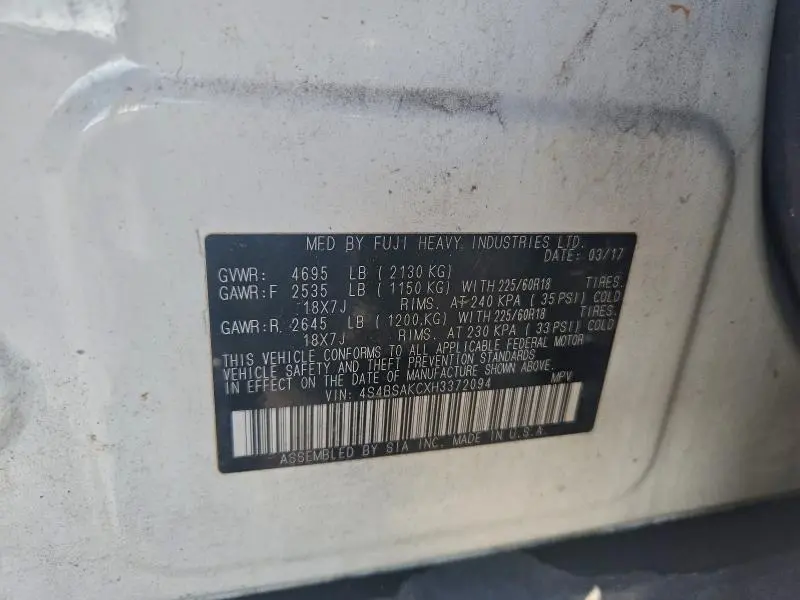 MFD BY FUJI HEAVY INDUSTRIES LTD.
DATE: 03/17
GVWR: 4695 LB ( 2130 KG)
GAWR:F 2535 LB ( 1150 KG) WITH 225/60R18 TIRES.
18X7J RIMS. AT 240 KPA ( 35 PSI) COLD
GAWR:R. 2645 LB ( 1200.KG) WITH 225/60R18 TIRES.
18X7J RIMS. AT 230 KPA ( 33 PSI) COLD
THIS VEHICLE CONFORMS TO ALL APPLICABLE FEDERAL MOTOR
VEHICLE SAFETY AND THEFT PREVENTION STANDARDS
IN EFFECT ON THE DATE OF MANUFACTURE SHOWN ABOVE.
VIN: 4S4BSAKCXH3372094 MPV
ASSEMBLED BY SIA INC. MADE IN U.S.A.